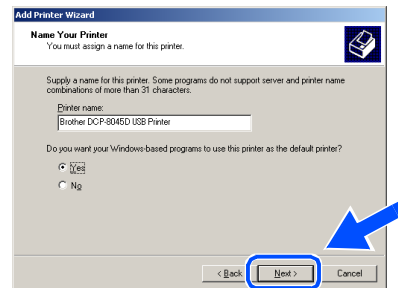 Add Printer Wizard
Name Your Printer
You must assign a name for this printer.
Supply a name for this printer. Some programs do not support server and printer name
combinations of more than 31 characters.
Printer name:
Brother DCP-8045D USB Printer
Do you want your Windows-based programs to use this printer as the default printer?
Yes
No
< Back Next > Cancel